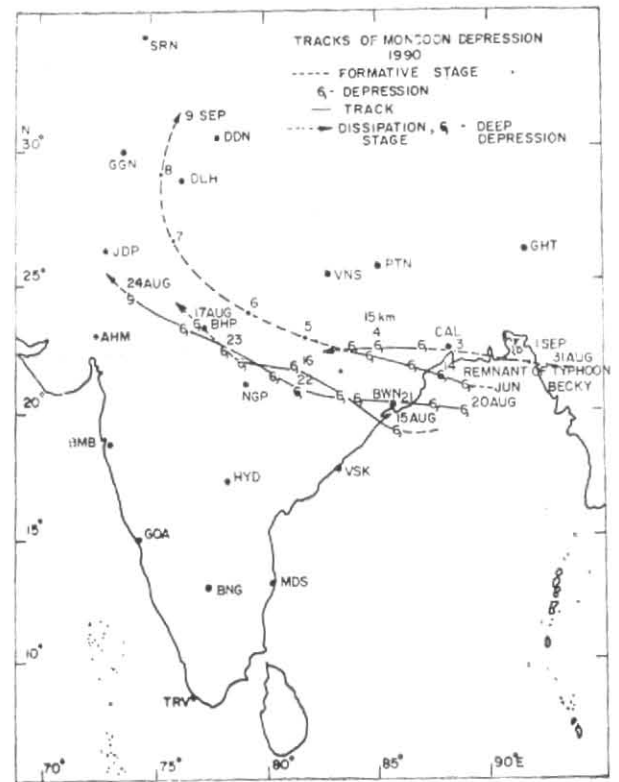 TRACKS OF MONSOON DEPRESSION
1990
FORMATIVE STAGE
DEPRESSION
TRACK
DISSIPATION STAGE, DEEP DEPRESSION
SRN
9 SEP
DDN
N
30°
GGN
8
DLH
7
JDP
GHT
PTN
VNS
25°
24AUG
9
17AUG
BHP
6
5
15 km
4
CAL
3
1SEP
31AUG
AHM
23
16
14
REMNANT OF TYPHOON
BECKY
JUN
22
NGP
BWN
21
20AUG
20°
15AUG
BMB
HYD
VSK
15°
GOA
BNG
MDS
10°
TRV
70°
75°
80°
85°
90°E